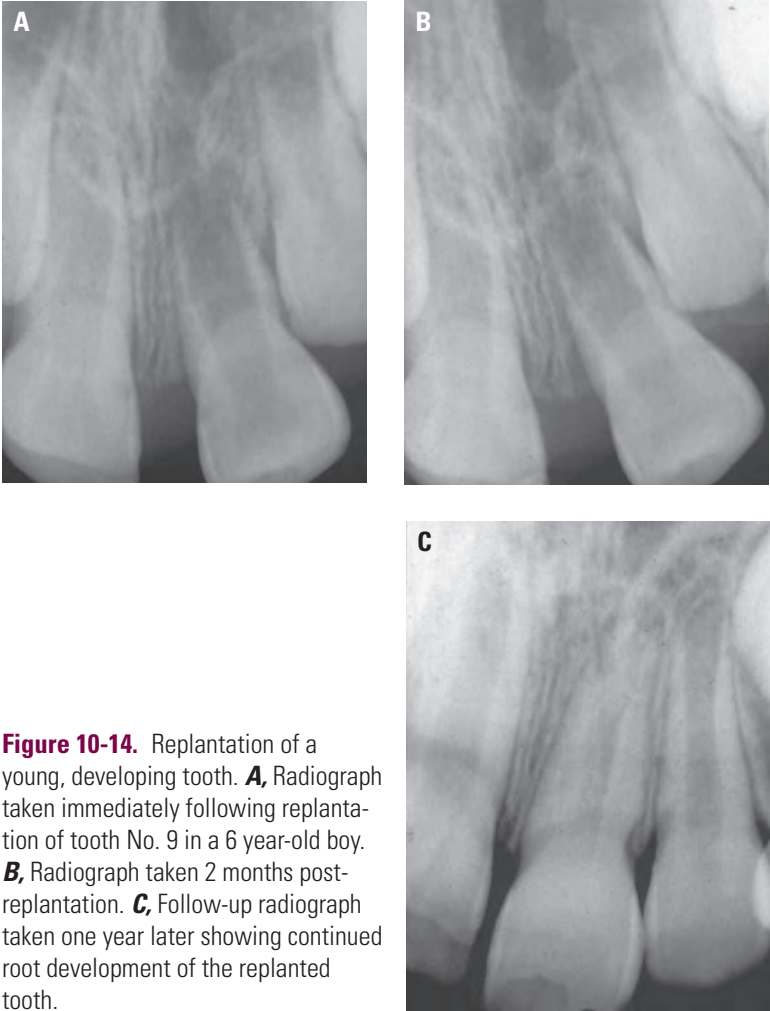 A
B
C
Figure 10-14. Replantation of a
young, developing tooth. A, Radiograph
taken immediately following replanta-
tion of tooth No. 9 in a 6 year-old boy.
B, Radiograph taken 2 months post-
replantation. C, Follow-up radiograph
taken one year later showing continued
root development of the replanted
tooth.